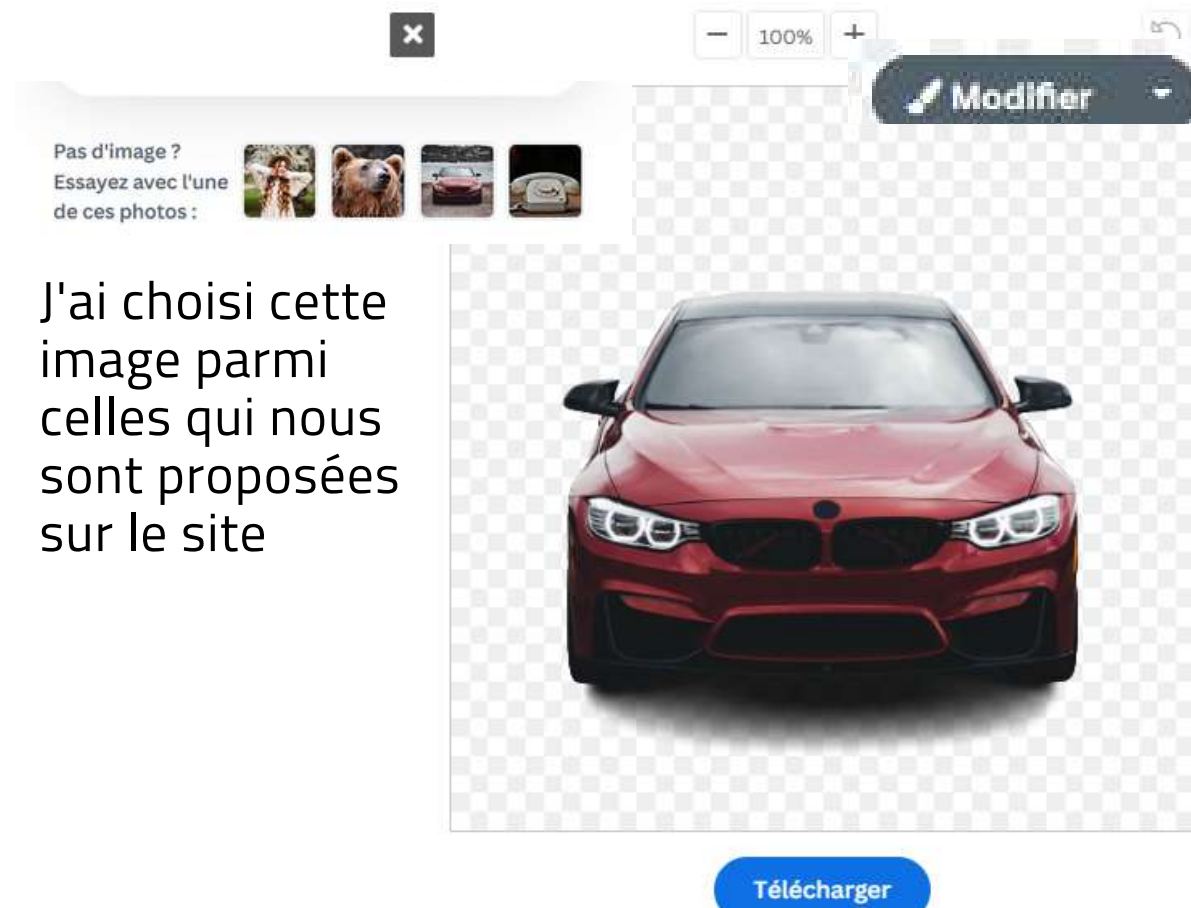 100%
Modifier
Pas d'image ?
Essayez avec l'une
de ces photos :
J'ai choisi cette
image parmi
celles qui nous
sont proposées
sur le site
Télécharger